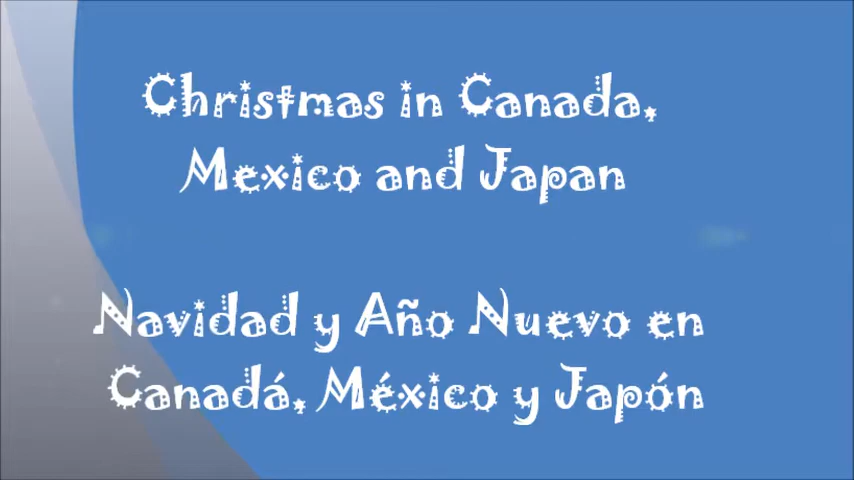 Christmas in Canada,
Mexico and Japan
Navidad y Año Nuevo en
Canadá, México y Japón